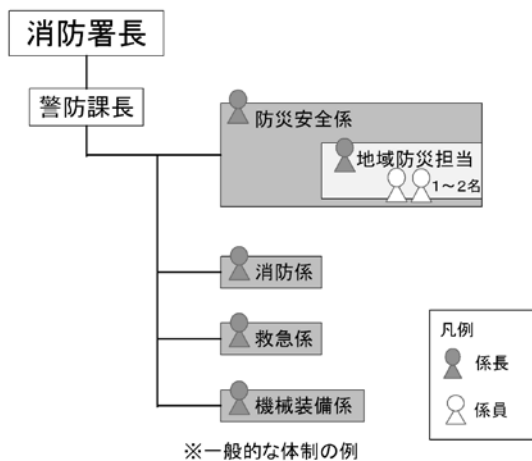 消防署長
警防課長
防災安全係
地域防災担当
1～2名
消防係
救急係
機械装備係
凡例
係長
係員
※一般的な体制の例